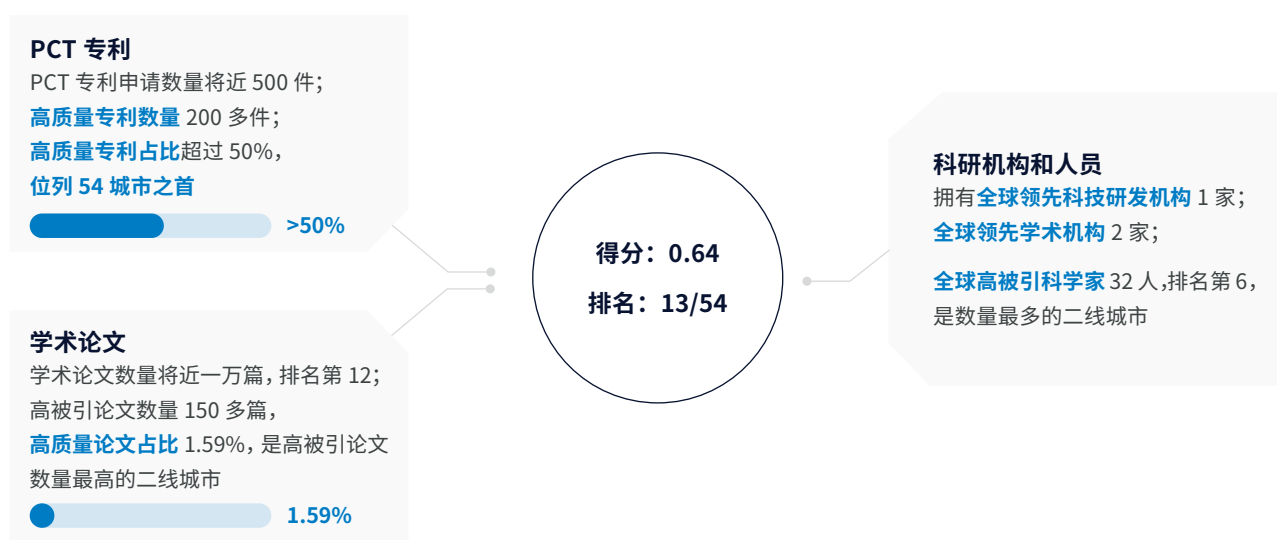 PCT 专利
PCT 专利申请数量将近 500 件；
高质量专利数量 200 多件；
高质量专利占比超过 50%，
位列 54 城市之首
>50%
学术论文
学术论文数量将近一万篇，排名第 12；
高被引论文数量 150 多篇，
高质量论文占比 1.59%，是高被引论文
数量最高的二线城市
1.59%
得分：0.64
排名：13/54
科研机构和人员
拥有全球领先科技研发机构 1 家；
全球领先学术机构 2 家；
全球高被引科学家 32 人，排名第 6，
是数量最多的二线城市